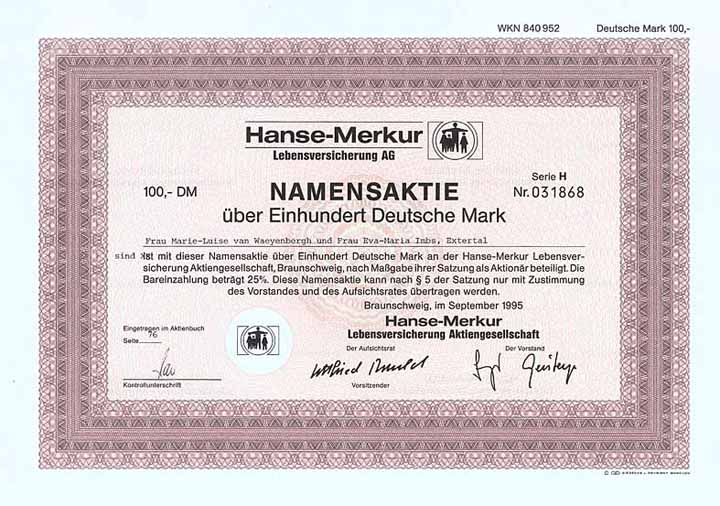 WKN 840 952 Deutsche Mark 100,-
Hanse-Merkur
Lebensversicherung AG
Serie H
100,- DM NAMENSAKTIE Nr. 031868
über Einhundert Deutsche Mark
Frau Marie-Luise van Waeyenbergh und Frau Eva-Maria Imbs, Extertal
sind ist mit dieser Namensaktie über Einhundert Deutsche Mark an der Hanse-Merkur Lebensver-
sicherung Aktiengesellschaft, Braunschweig, nach Maßgabe ihrer Satzung als Aktionär beteiligt. Die
Bareinzahlung beträgt 25%. Diese Namensaktie kann nach § 5 der Satzung nur mit Zustimmung
des Vorstandes und des Aufsichtsrates übertragen werden.
Braunschweig, im September 1995
Hanse-Merkur
Lebensversicherung Aktiengesellschaft
Eingetragen im Aktienbuch
Seite 76
Der Aufsichtsrat Der Vorstand
Kontrollunterschrift
Vorsitzender